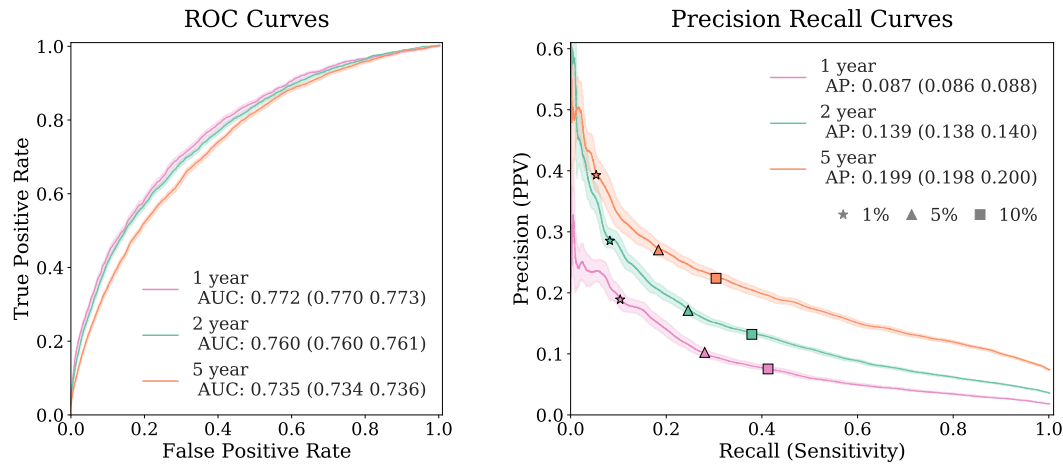 ROC Curves
True Positive Rate
1.0
0.8
0.6
0.4
0.2
0.0
1 year
AUC: 0.772 (0.770 0.773)
2 year
AUC: 0.760 (0.760 0.761)
5 year
AUC: 0.735 (0.734 0.736)
0.0 0.2 0.4 0.6 0.8 1.0
False Positive Rate
Precision Recall Curves
Precision (PPV)
0.6
0.5
0.4
0.3
0.2
0.1
0.0
1 year
AP: 0.087 (0.086 0.088)
2 year
AP: 0.139 (0.138 0.140)
5 year
AP: 0.199 (0.198 0.200)
1% 5% 10%
0.0 0.2 0.4 0.6 0.8 1.0
Recall (Sensitivity)